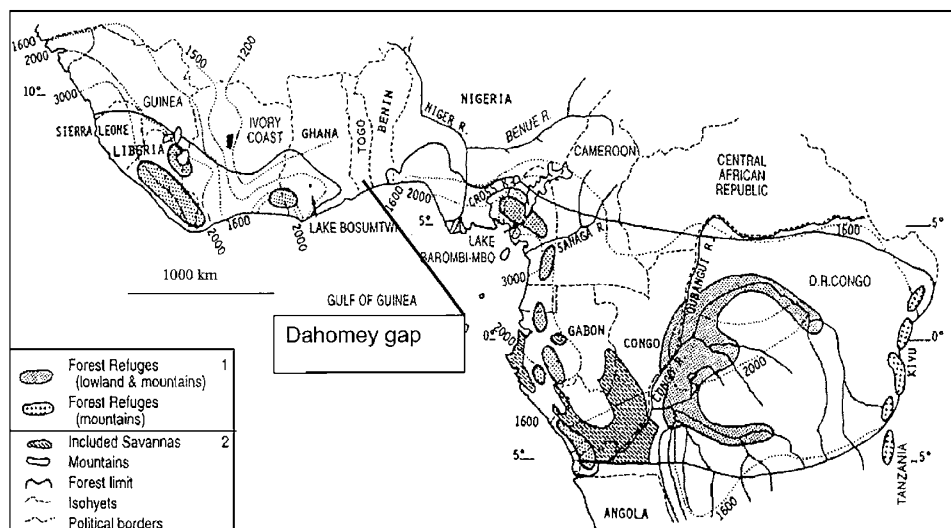 1600
2000
3000
10°
1500
1200
GUINEA
SIERRA LEONE
LIBERIA
IVORY
COAST
GHANA
TOGO
BENIN
NIGER R.
NIGERIA
BENUE R.
CAMEROON
CENTRAL
AFRICAN
REPUBLIC
2000
1600
2000
LAKE BOSUMTWI
1600
2000
5°
CROSS R.
LAKE
BAROMBI-MBO
SANAGA R.
OUBANGUI R.
1600
5°
1000 km
3000
GULF OF GUINEA
Dahomey gap
0°
2000
GABON
CONGO
CONGO R.
D.R.CONGO
2000
0°
KIVU
1600
5°
ANGOLA
1600
TANZANIA
5°
Forest Refuges 1
(lowland & mountains)
Forest Refuges
(mountains)
Included Savannas 2
Mountains
Forest limit
Isohyets
Political borders